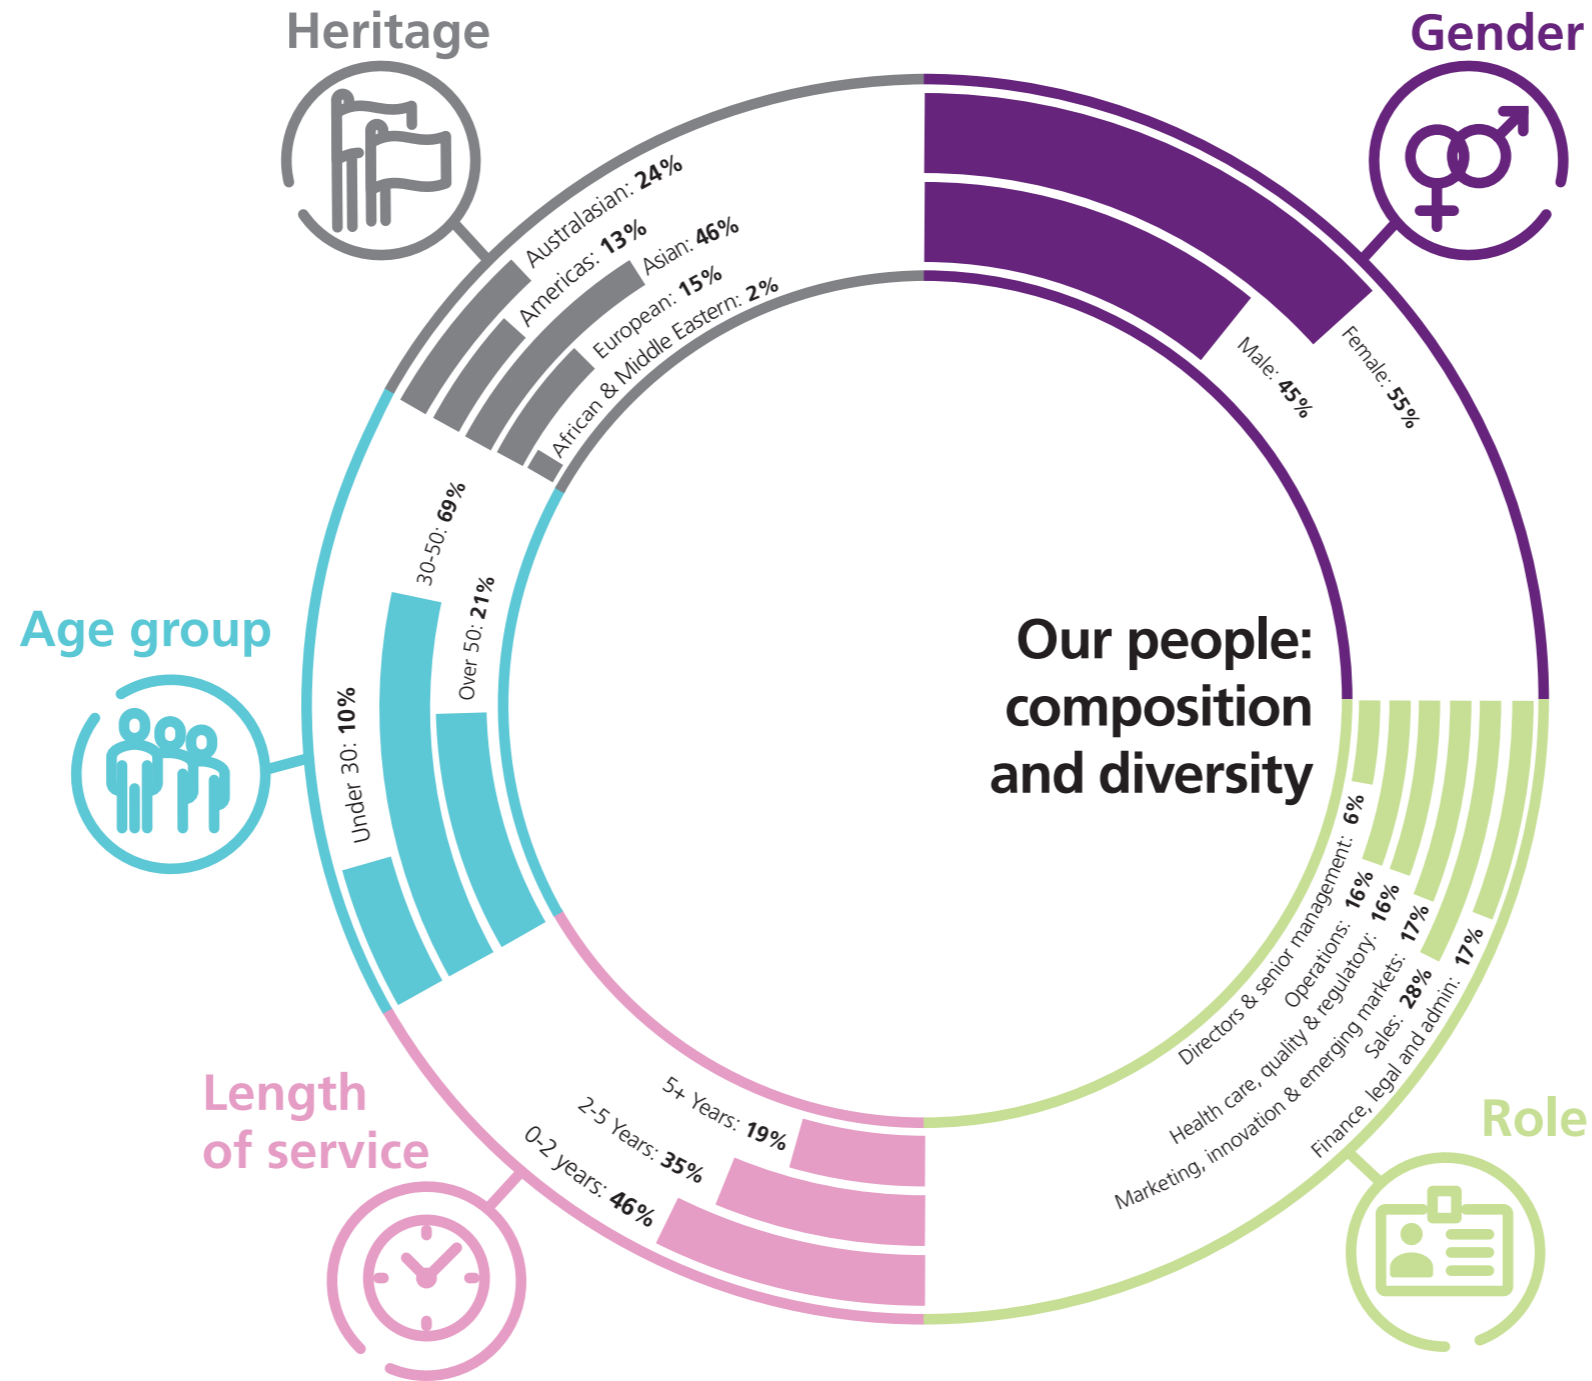 Heritage
Gender
Australasian: 24%
Americas: 13%
Asian: 46%
European: 15%
African & Middle Eastern: 2%
Female: 55%
Male: 45%
Age group
Under 30: 10%
30-50: 69%
Over 50: 21%
Our people:
composition
and diversity
Directors & senior management: 6%
Operations: 16%
Health care, quality & regulatory: 16%
Marketing, innovation & emerging markets: 17%
Sales: 28%
Finance, legal and admin: 17%
Length
of service
5+ Years: 19%
2-5 Years: 35%
0-2 years: 46%
Role